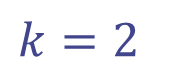 k = 2